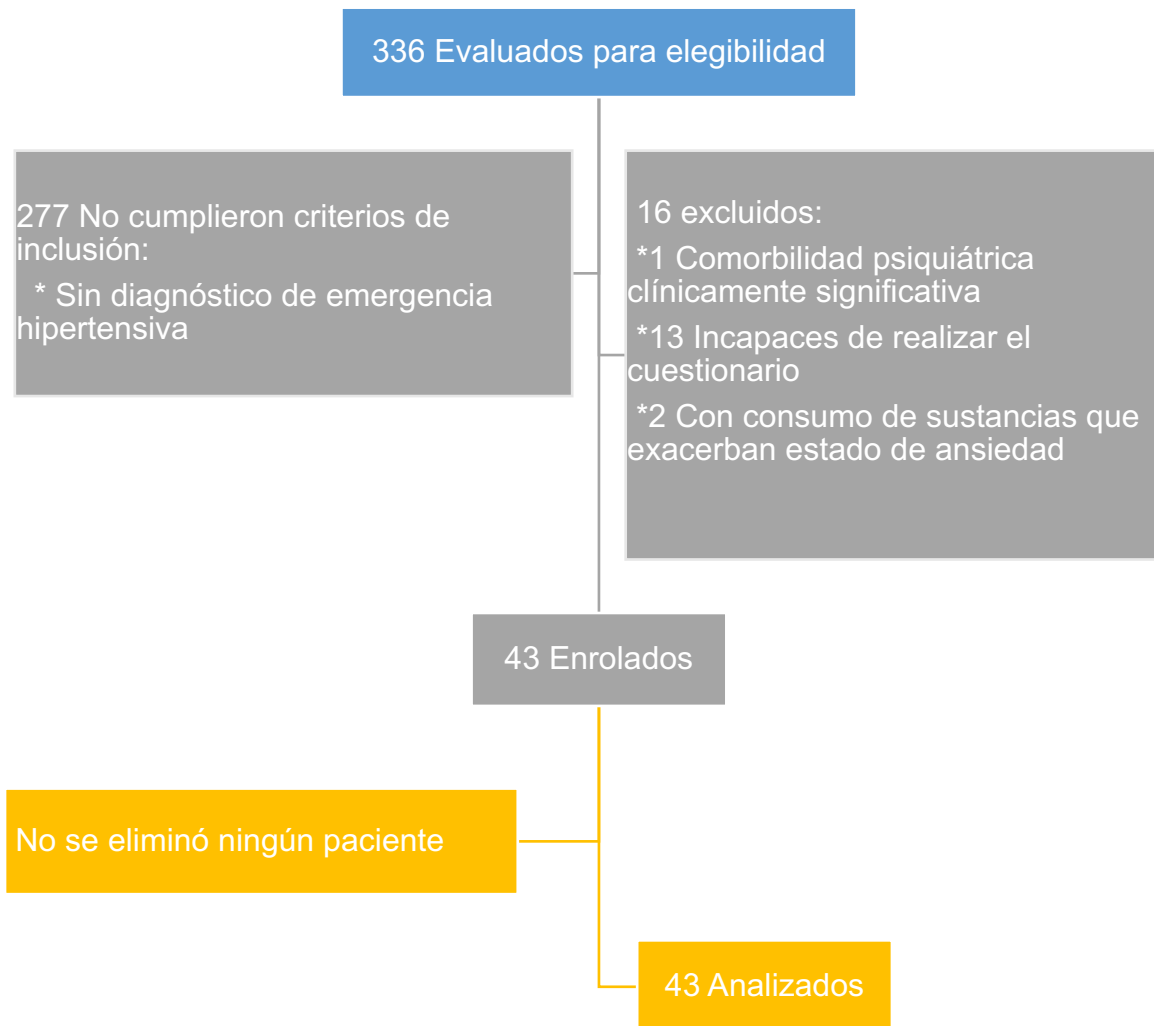 336 Evaluados para elegibilidad
277 No cumplieron criterios de
inclusión:
* Sin diagnóstico de emergencia
hipertensiva
16 excluidos:
*1 Comorbilidad psiquiátrica
clínicamente significativa
*13 Incapaces de realizar el
cuestionario
*2 Con consumo de sustancias que
exacerban estado de ansiedad
43 Enrolados
No se eliminó ningún paciente
43 Analizados